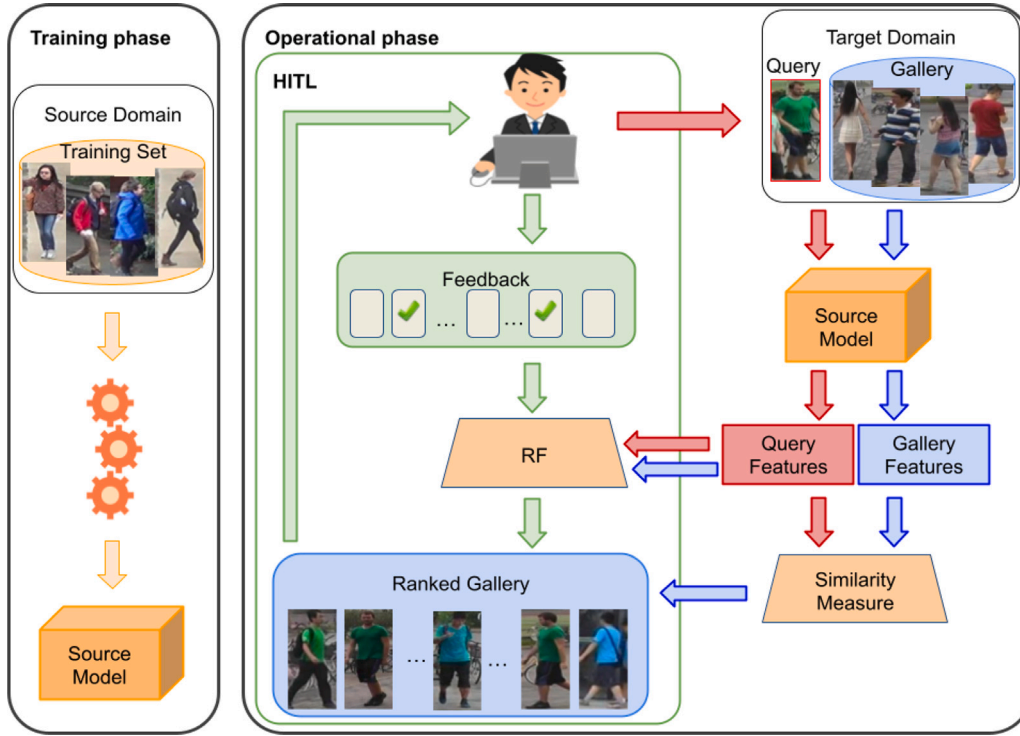 Training phase
Source Domain
Training Set
Source
Model
Operational phase
HITL
Feedback
... ...
RF
Ranked Gallery
... ...
Target Domain
Query
Gallery
Source
Model
Query
Features
Gallery
Features
Similarity
Measure